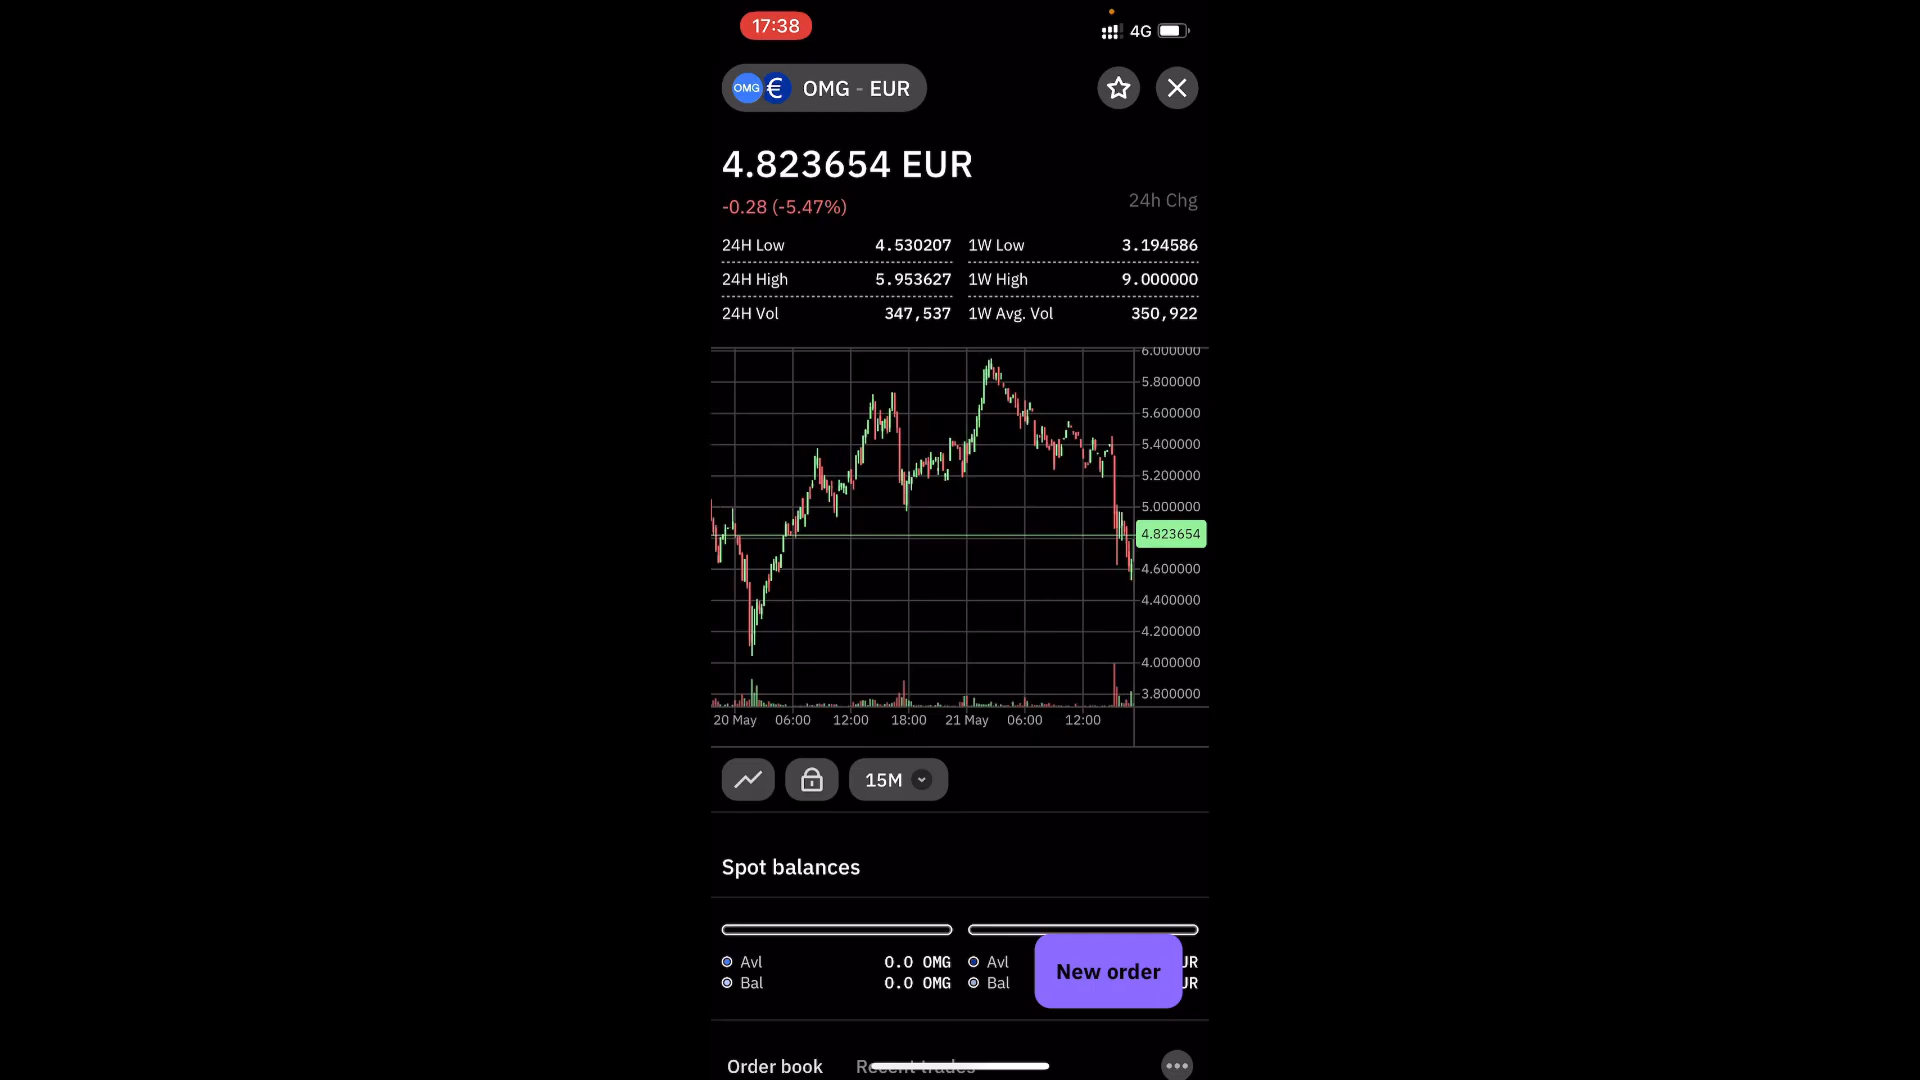 17:38
4G
OMG € OMG - EUR
4.823654 EUR
-0.28 (-5.47%)
24h Chg
24H Low 4.530207 1W Low 3.194586
24H High 5.953627 1W High 9.000000
24H Vol 347,537 1W Avg. Vol 350,922
6.000000
5.800000
5.600000
5.400000
5.200000
5.000000
4.823654
4.600000
4.400000
4.200000
4.000000
3.800000
20 May 06:00 12:00 18:00 21 May 06:00 12:00
15M
Spot balances
Avl 0.0 OMG Avl
Bal 0.0 OMG Bal
New order
Order book Recent trades